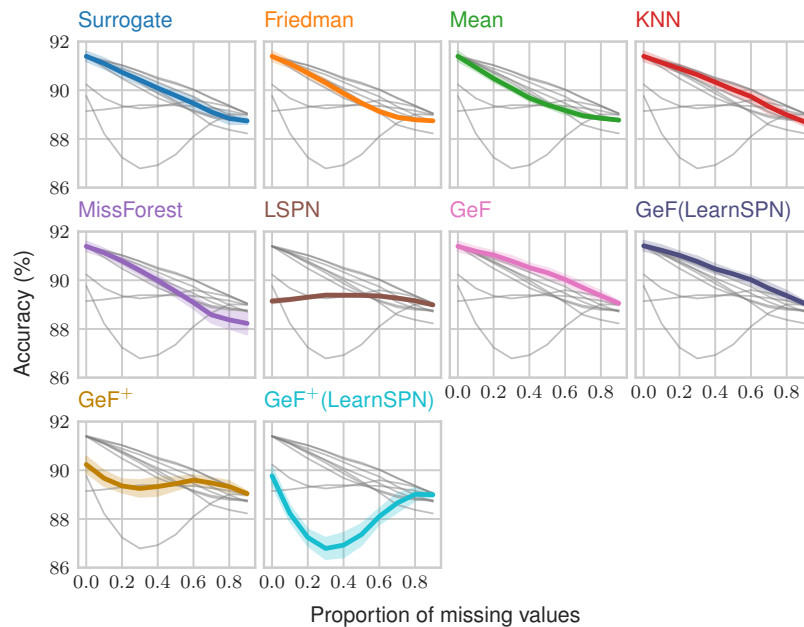 Surrogate Friedman Mean KNN
92
90
88
86
MissForest LSPN GeF GeF(LearnSPN)
92
90
88
86
0.0 0.2 0.4 0.6 0.8 0.0 0.2 0.4 0.6 0.8
GeF+ GeF+(LearnSPN)
92
90
88
86
0.0 0.2 0.4 0.6 0.8 0.0 0.2 0.4 0.6 0.8
Accuracy (%)
Proportion of missing values